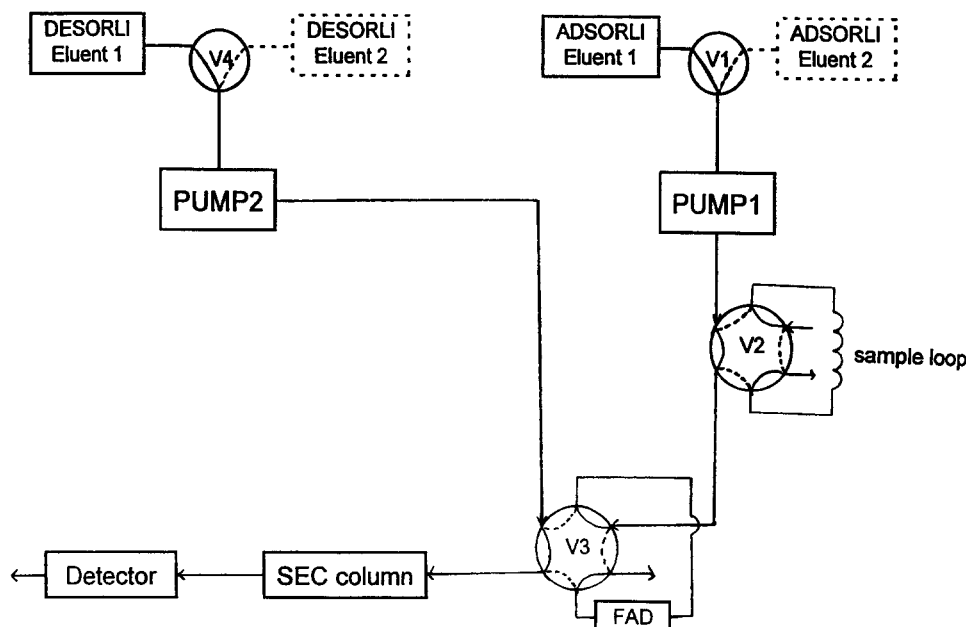 DESORLI
Eluent 1
V4
DESORLI
Eluent 2
ADSORLI
Eluent 1
V1
ADSORLI
Eluent 2
PUMP2
PUMP1
V2
sample loop
V3
Detector
SEC column
FAD